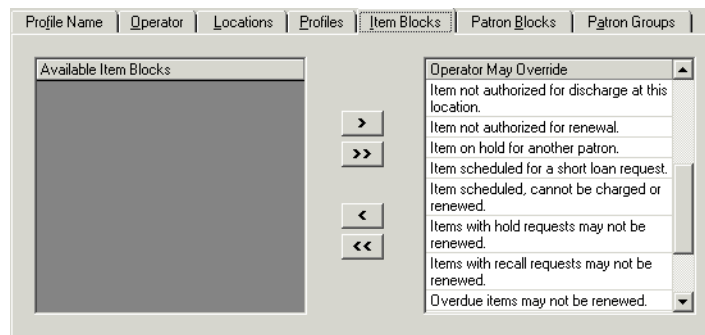 Profile Name Operator Locations Profiles Item Blocks Patron Blocks Patron Groups
Available Item Blocks
>
>>
<
<<
Operator May Override
Item not authorized for discharge at this
location.
Item not authorized for renewal.
Item on hold for another patron.
Item scheduled for a short loan request.
Item scheduled, cannot be charged or
renewed.
Items with hold requests may not be
renewed.
Items with recall requests may not be
renewed.
Overdue items may not be renewed.